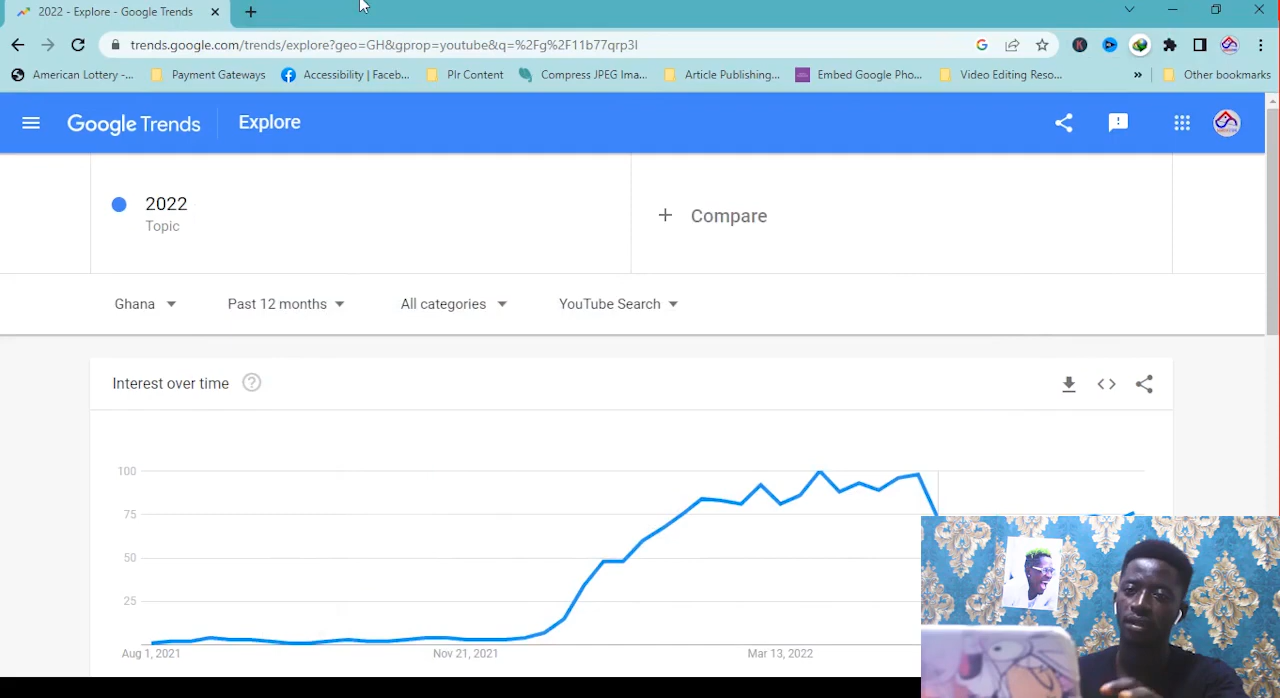 2022 - Explore - Google Trends
trends.google.com/trends/explore?geo=GH&gprop=youtube&q=%2Fg%2F11b77qrp3l
American Lottery -... Payment Gateways Accessibility | Faceb... Plr Content Compress JPEG Ima... Article Publishing... Embed Google Pho... Video Editing Reso... » Other bookmarks
Google Trends Explore
2022
Topic
+ Compare
Ghana Past 12 months All categories YouTube Search
Interest over time ?
100
75
50
25
Aug 1, 2021 Nov 21, 2021 Mar 13, 2022